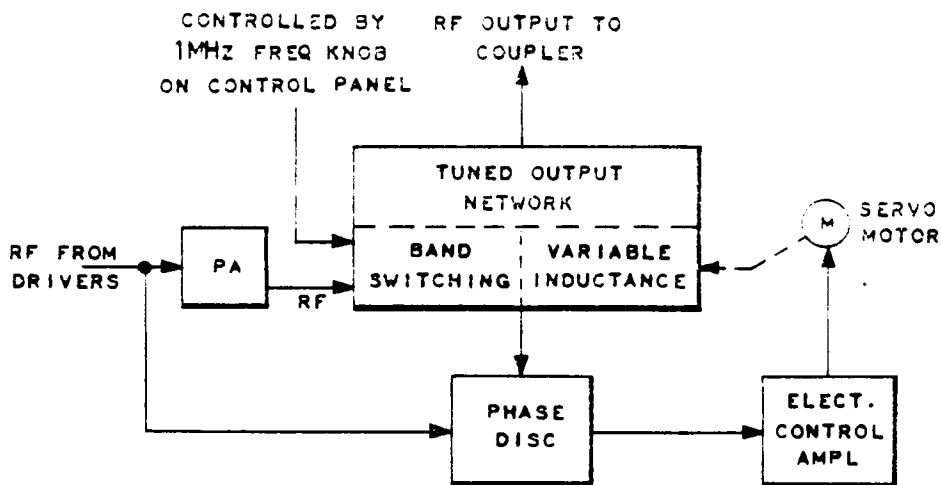 CONTROLLED BY
1MHz FREQ KNOB
ON CONTROL PANEL
RF OUTPUT TO
COUPLER
TUNED OUTPUT
NETWORK
BAND
SWITCHING
VARIABLE
INDUCTANCE
M
SERVO
MOTOR
RF FROM
DRIVERS
PA
RF
PHASE
DISC
ELECT.
CONTROL
AMPL